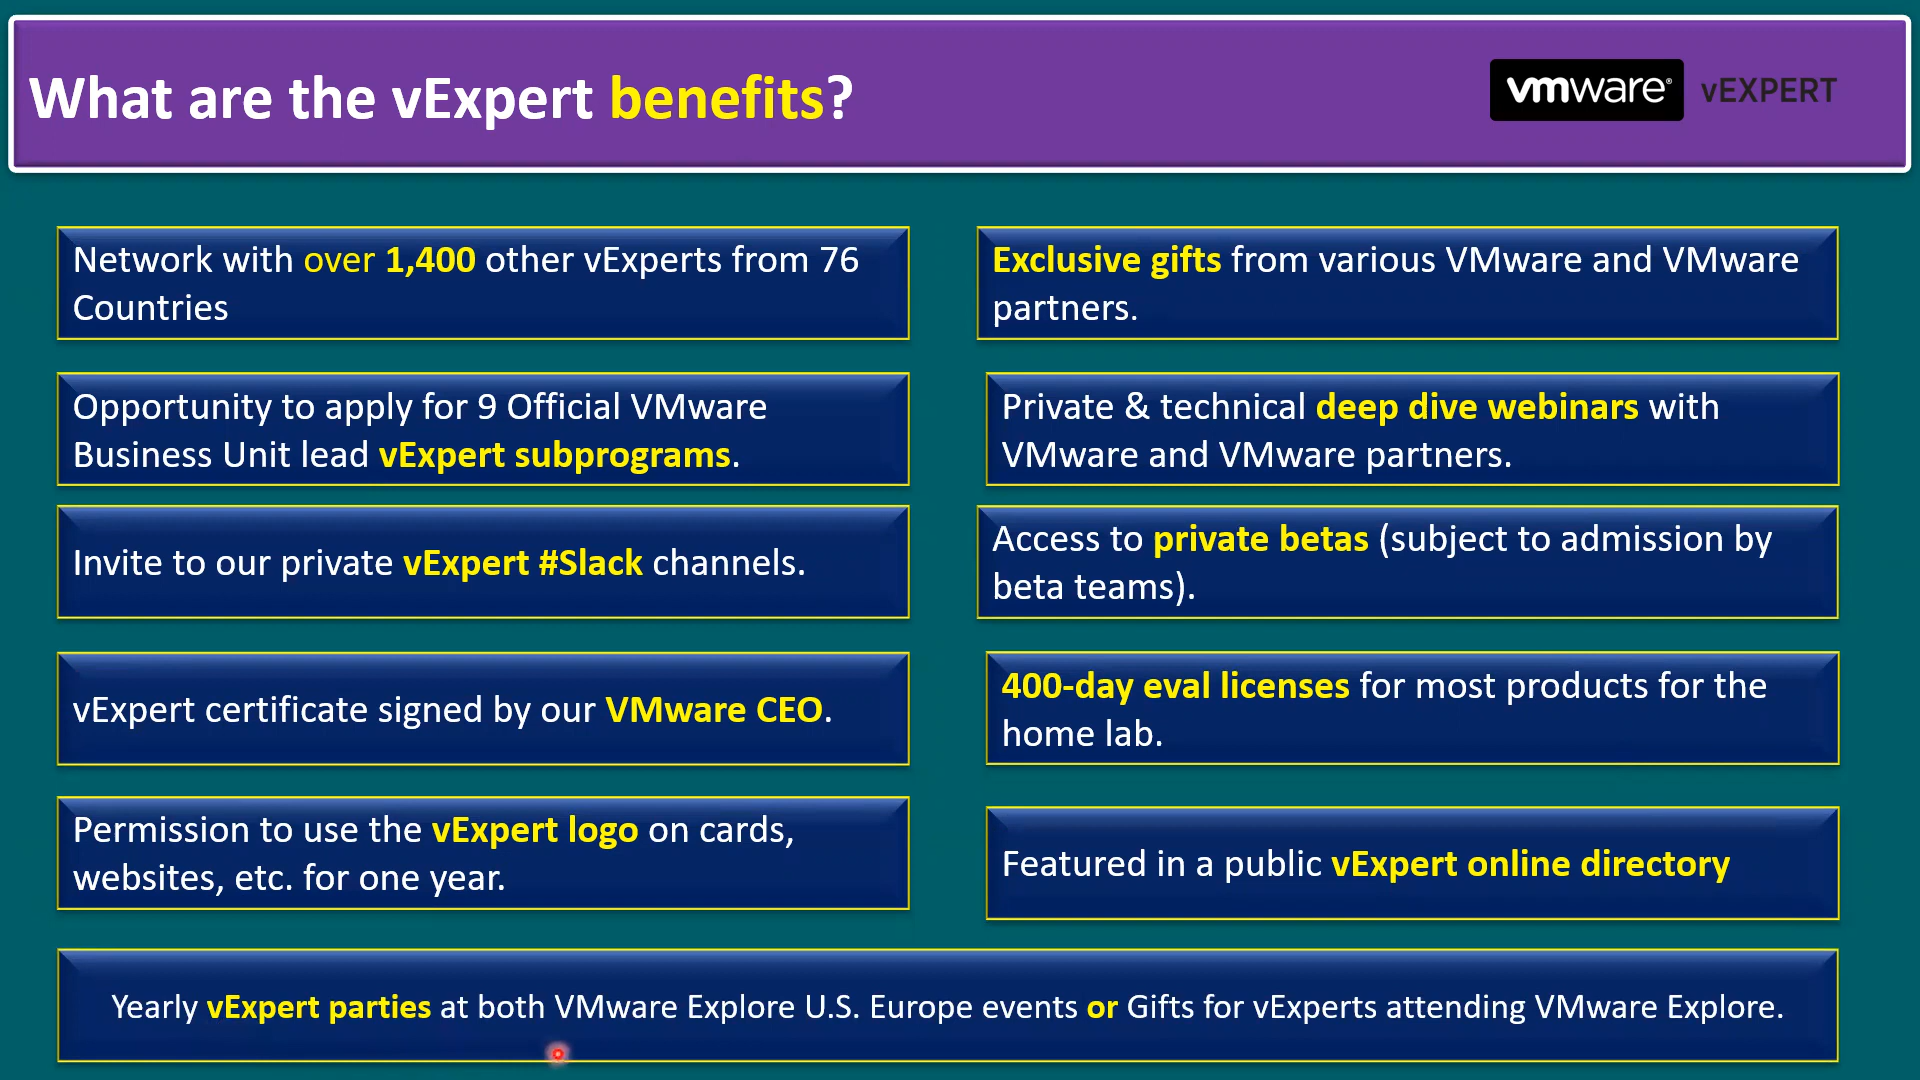 What are the vExpert benefits?
vmware® vEXPERT
Network with over 1,400 other vExperts from 76
Countries
Exclusive gifts from various VMware and VMware
partners.
Opportunity to apply for 9 Official VMware
Business Unit lead vExpert subprograms.
Private & technical deep dive webinars with
VMware and VMware partners.
Invite to our private vExpert #Slack channels.
Access to private betas (subject to admission by
beta teams).
vExpert certificate signed by our VMware CEO.
400-day eval licenses for most products for the
home lab.
Permission to use the vExpert logo on cards,
websites, etc. for one year.
Featured in a public vExpert online directory
Yearly vExpert parties at both VMware Explore U.S. Europe events or Gifts for vExperts attending VMware Explore.